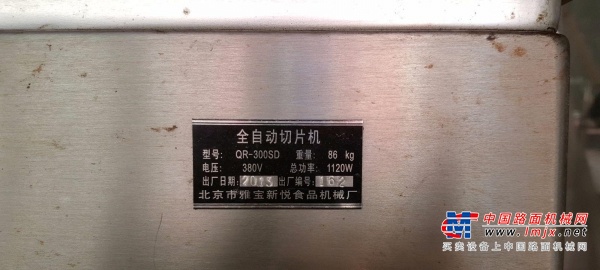 全自动切片机
型号: QR-300SD 重量: 86 kg
电压: 380V 总功率: 1120W
出厂日期: 2013 出厂编号: 162
北京市雅宝新悦食品机械厂
中国路面机械网
www.lmjx.net
买卖设备上中国路面机械网